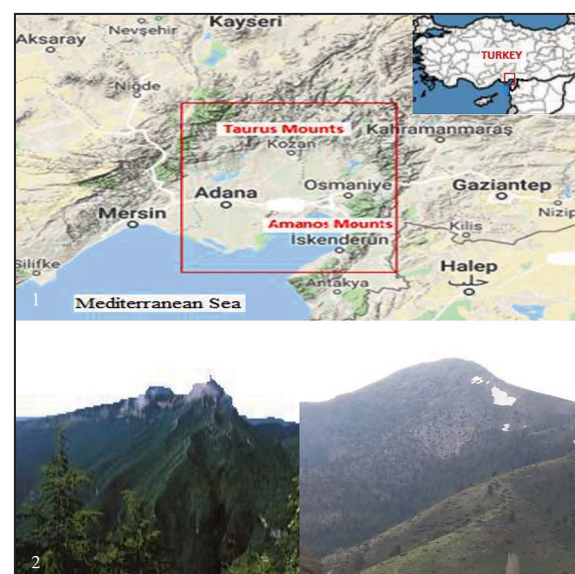 Kayseri
Nevşehir
Aksaray
TURKEY
Niğde
Taurus Mounts
Kahramanmaraş
Kozan
Adana
Osmaniye
Gaziantep
Mersin
Amanos Mounts
Nizip
Kilis
İskenderun
Silifke
Halep
حلب
Antakya
1
Mediterranean Sea
2